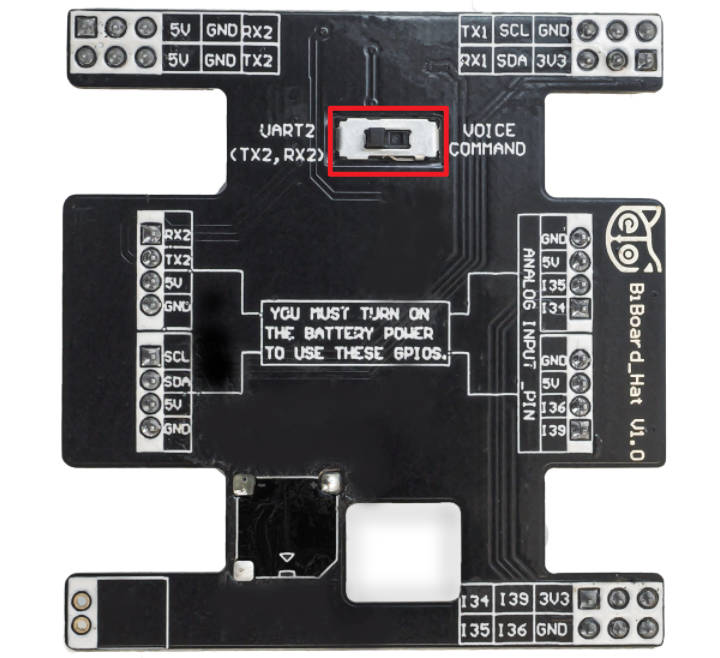 5V GND RX2
5V GND TX2
TX1 SCL GND
RX1 SDA 3V3
UART2
(TX2,RX2)
VOICE
COMMAND
RX2
TX2
5V
GND
SCL
SDA
5V
GND
YOU MUST TURN ON
THE BATTERY POWER
TO USE THESE GPIOS.
ANALOG INPUT_PIN
GND
5V
I35
I34
GND
5V
I36
I39
Petoi
BiBoard_Hat V1.0
I34 I39 3V3
I35 I36 GND